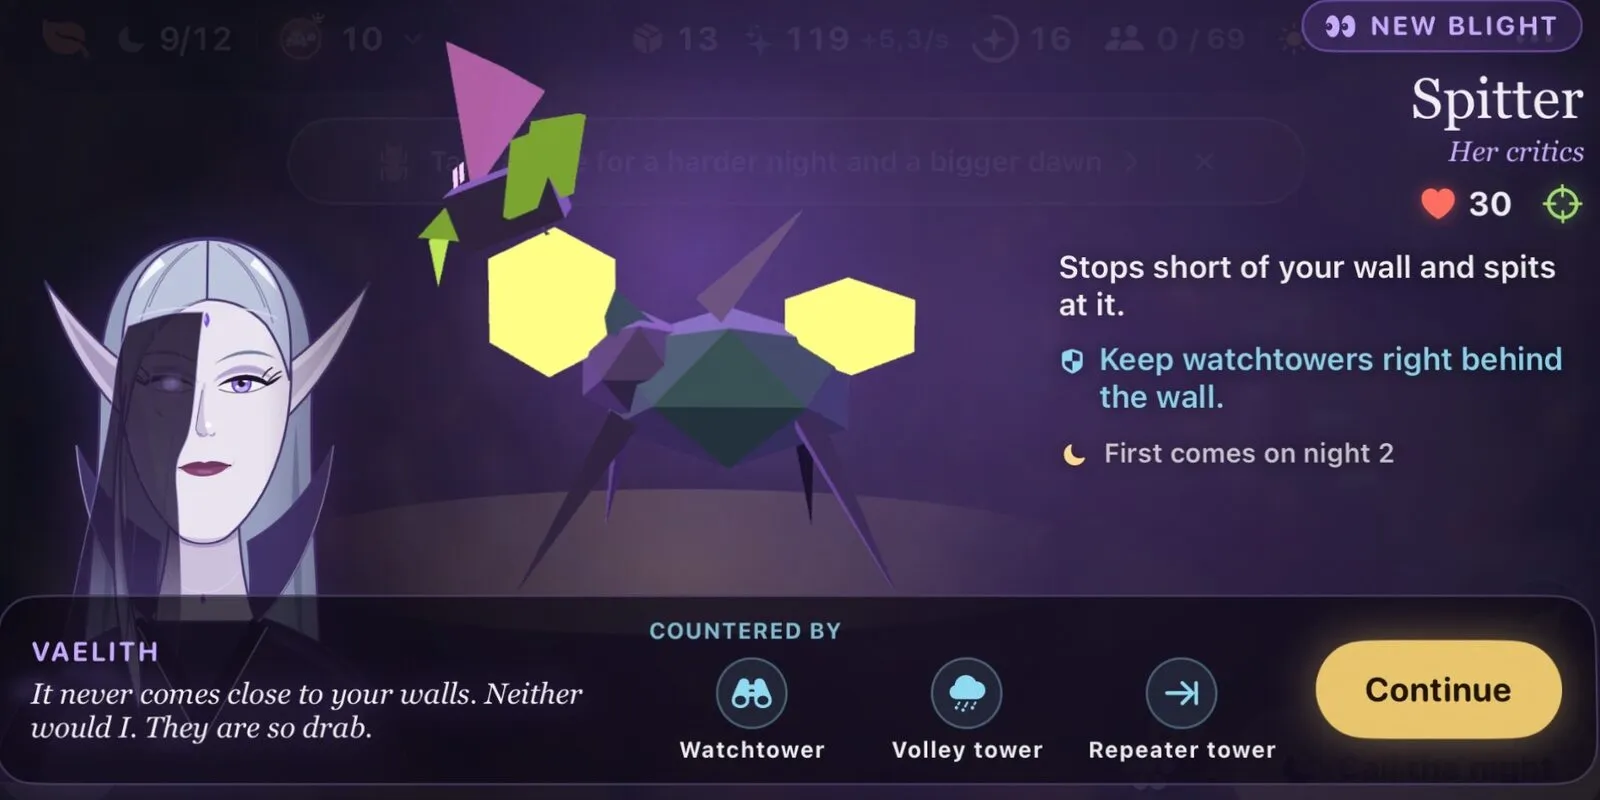 9/12
10
13
119 +5,3/s
16
0 / 69
NEW BLIGHT
for a harder night and a bigger dawn
Spitter
Her critics
30
Stops short of your wall and spits
at it.
Keep watchtowers right behind
the wall.
First comes on night 2
VAELITH
It never comes close to your walls. Neither
would I. They are so drab.
COUNTERED BY
Watchtower
Volley tower
Repeater tower
Continue